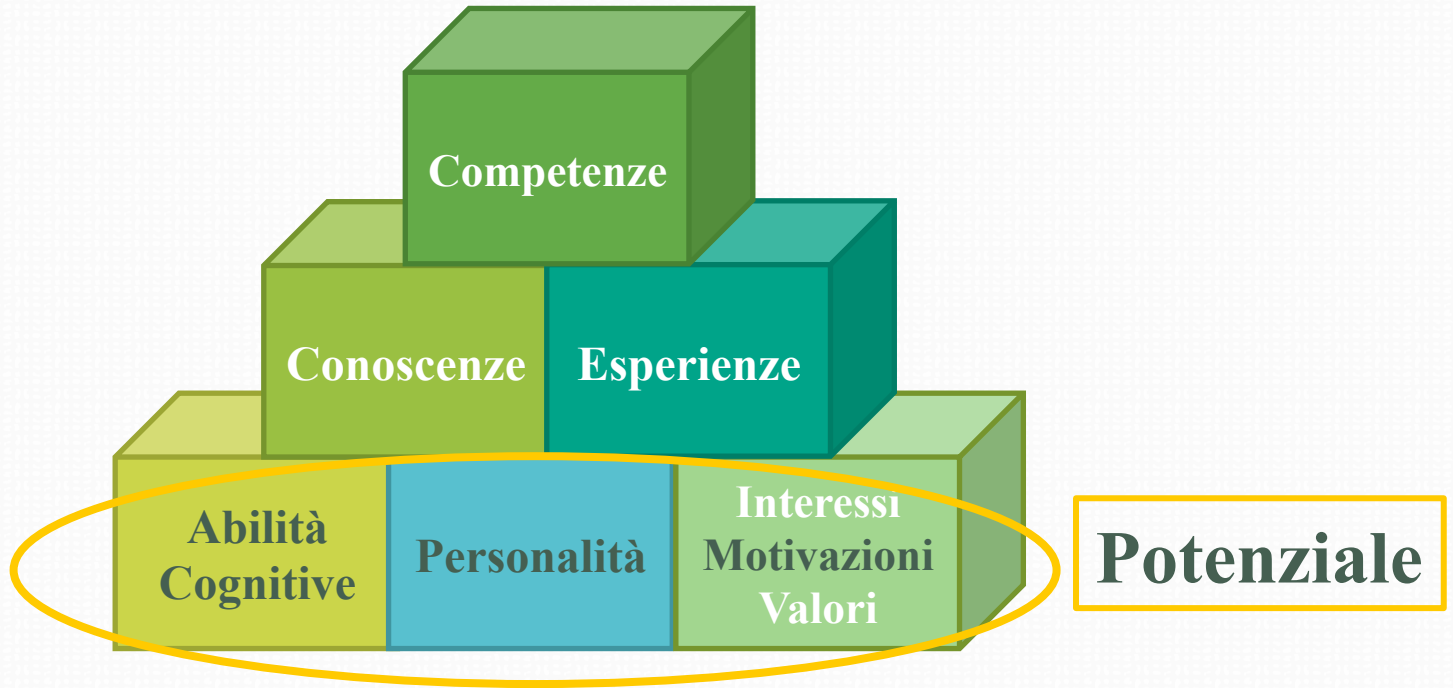 Competenze
Conoscenze
Esperienze
Abilità
Cognitive
Personalità
Interessi
Motivazioni
Valori
Potenziale